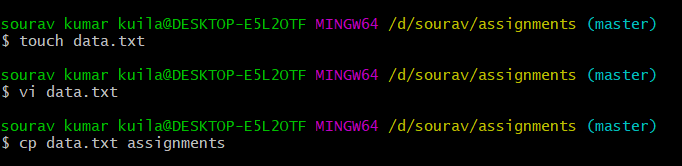 sourav kumar kuila@DESKTOP-E5L2OTF MINGW64 /d/sourav/assignments (master)
$ touch data.txt
sourav kumar kuila@DESKTOP-E5L2OTF MINGW64 /d/sourav/assignments (master)
$ vi data.txt
sourav kumar kuila@DESKTOP-E5L2OTF MINGW64 /d/sourav/assignments (master)
$ cp data.txt assignments